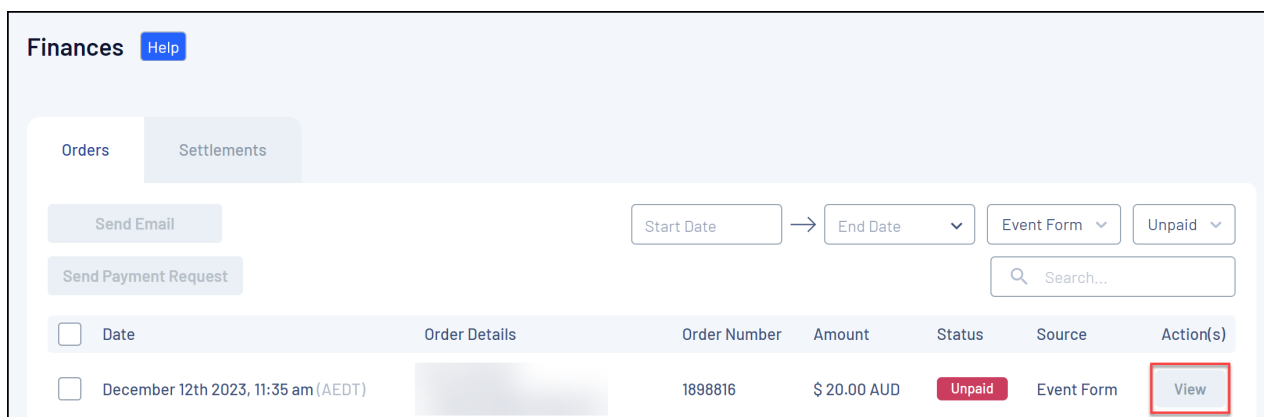 Finances Help
Orders Settlements
Send Email Start Date End Date Event Form Unpaid
Send Payment Request Search...
Date Order Details Order Number Amount Status Source Action(s)
December 12th 2023, 11:35 am (AEDT) 1898816 $ 20.00 AUD Unpaid Event Form View